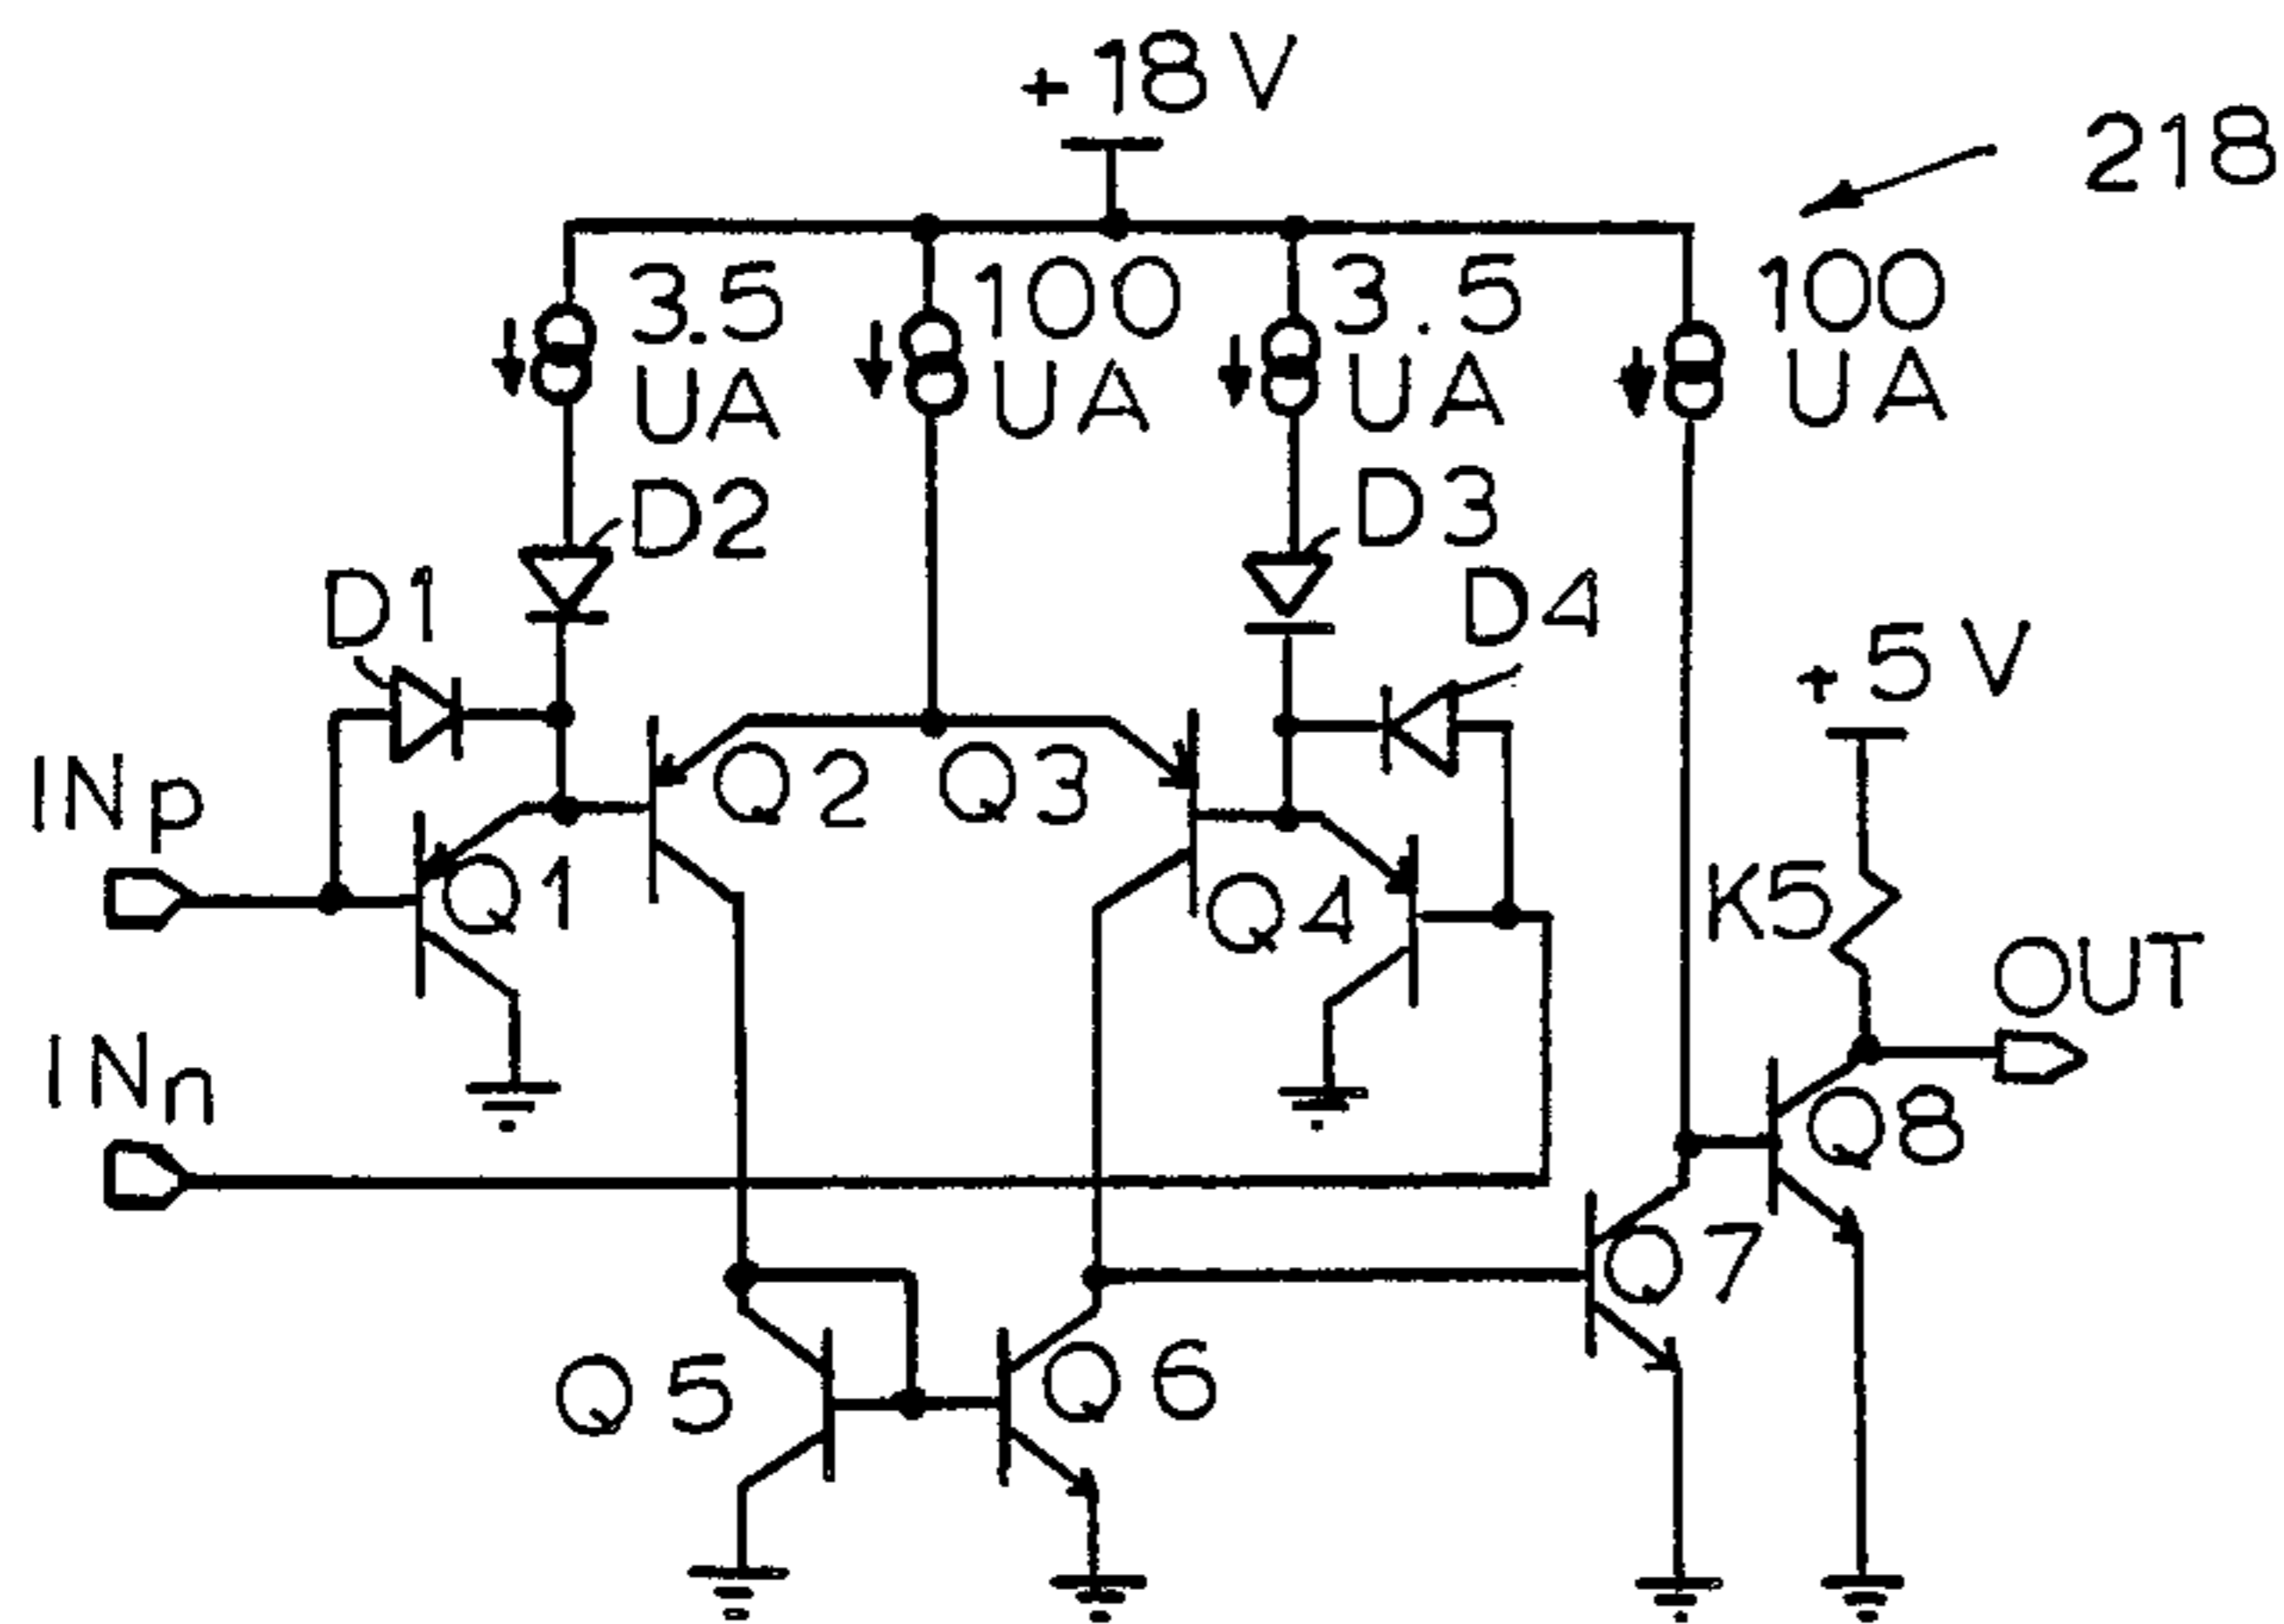 +18V
218
3.5
UA
100
UA
3.5
UA
100
UA
D2
D3
D1
D4
+5V
INp
Q2
Q3
Q1
Q4
K5
OUT
INn
Q8
Q7
Q5
Q6